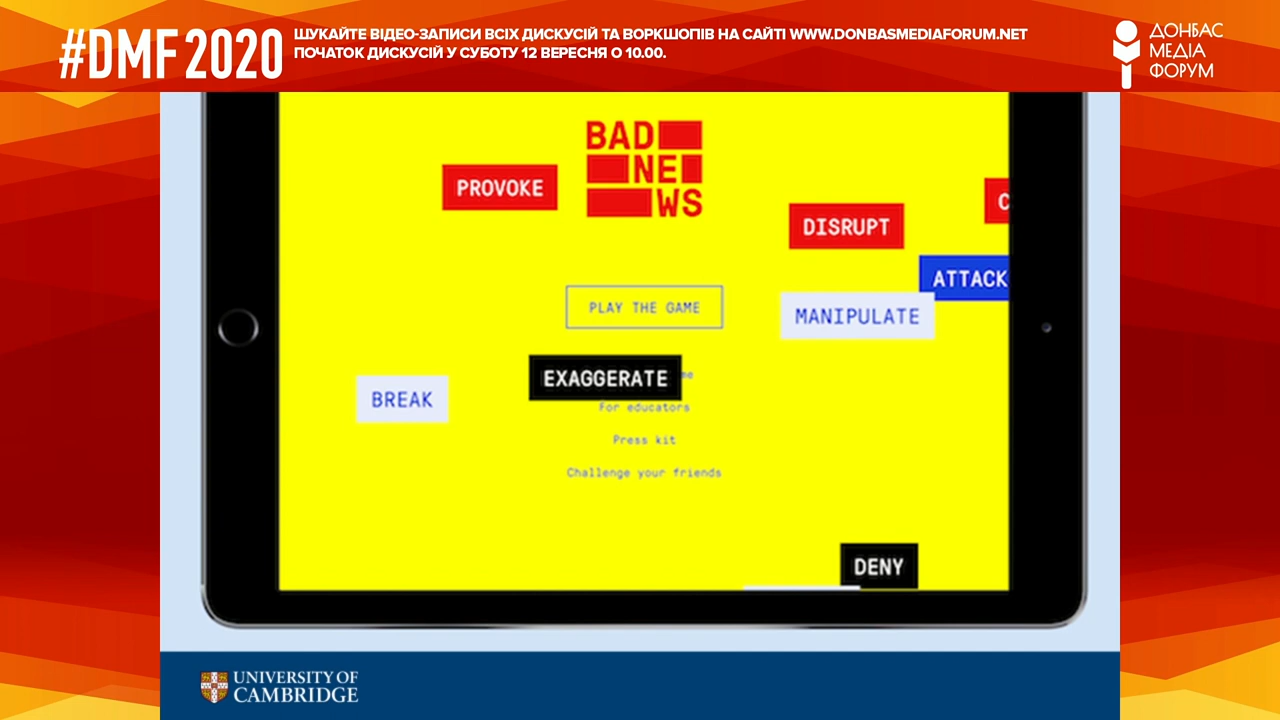 #DMF 2020
ШУКАЙТЕ ВІДЕО-ЗАПИСИ ВСІХ ДИСКУСІЙ ТА ВОРКШОПІВ НА САЙТІ WWW.DONBASMEDIAFORUM.NET
ПОЧАТОК ДИСКУСІЙ У СУБОТУ 12 ВЕРЕСНЯ О 10.00.
ДОНБАС
МЕДІА
ФОРУМ
BAD
NE
WS
PROVOKE
DISRUPT
ATTACK
PLAY THE GAME
MANIPULATE
EXAGGERATE
BREAK
For educators
Press kit
Challenge your friends
DENY
UNIVERSITY OF
CAMBRIDGE